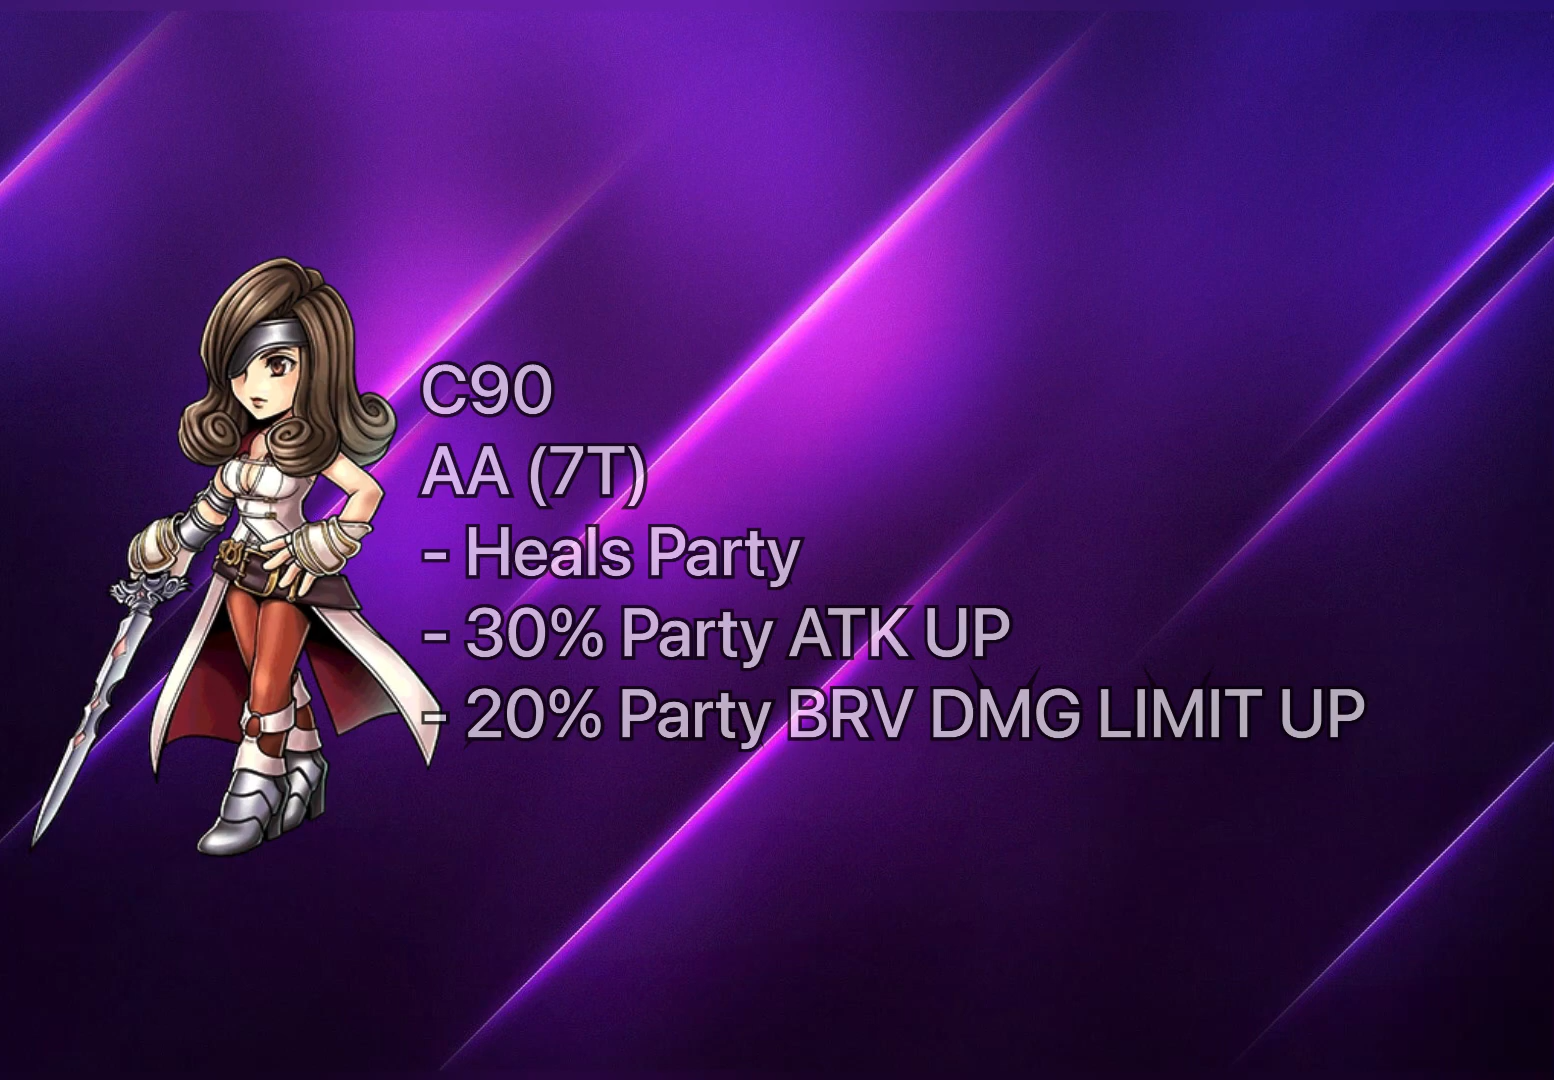 C90
AA (7T)
- Heals Party
- 30% Party ATK UP
- 20% Party BRV DMG LIMIT UP